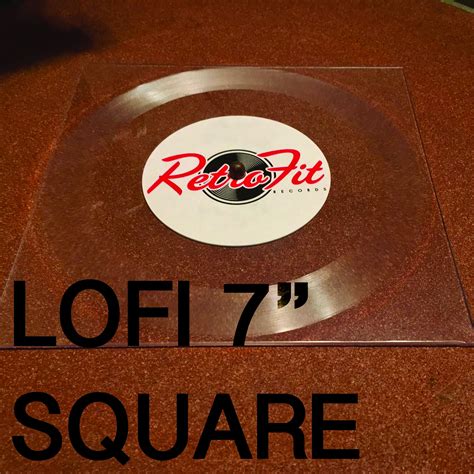 RetroFit
RECORDS
LOFI 7”
SQUARE